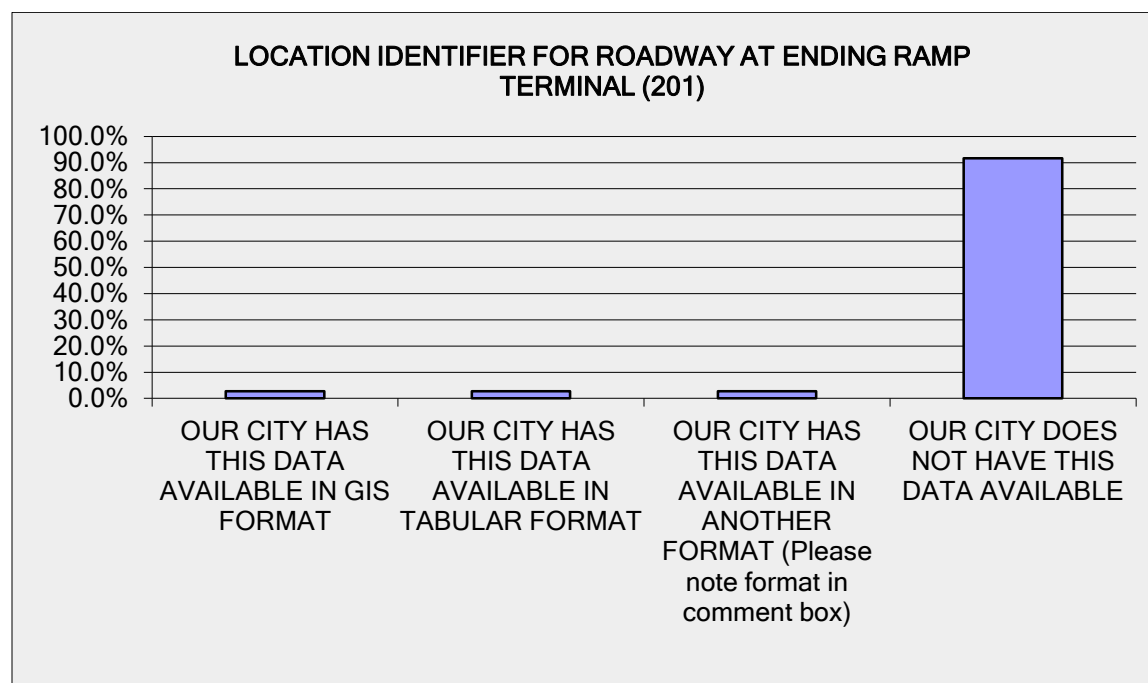 LOCATION IDENTIFIER FOR ROADWAY AT ENDING RAMP
TERMINAL (201)
100.0%
90.0%
80.0%
70.0%
60.0%
50.0%
40.0%
30.0%
20.0%
10.0%
0.0%
OUR CITY HAS
THIS DATA
AVAILABLE IN GIS
FORMAT
OUR CITY HAS
THIS DATA
AVAILABLE IN
TABULAR FORMAT
OUR CITY HAS
THIS DATA
AVAILABLE IN
ANOTHER
FORMAT (Please
note format in
comment box)
OUR CITY DOES
NOT HAVE THIS
DATA AVAILABLE